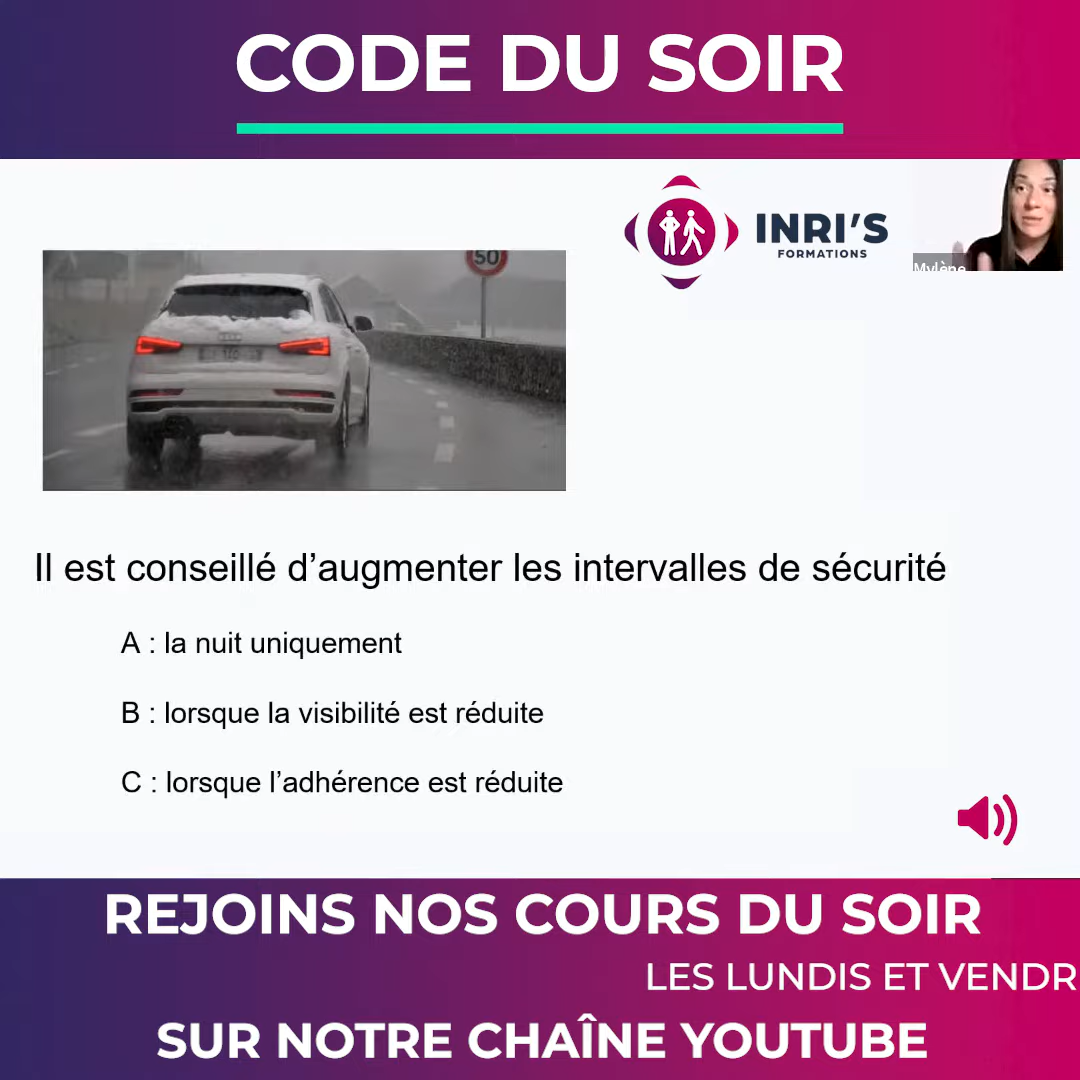 CODE DU SOIR
INRI'S
FORMATIONS
Mylène
50
Il est conseillé d’augmenter les intervalles de sécurité
A : la nuit uniquement
B : lorsque la visibilité est réduite
C : lorsque l’adhérence est réduite
REJOINS NOS COURS DU SOIR
LES LUNDIS ET VENDR
SUR NOTRE CHAÎNE YOUTUBE